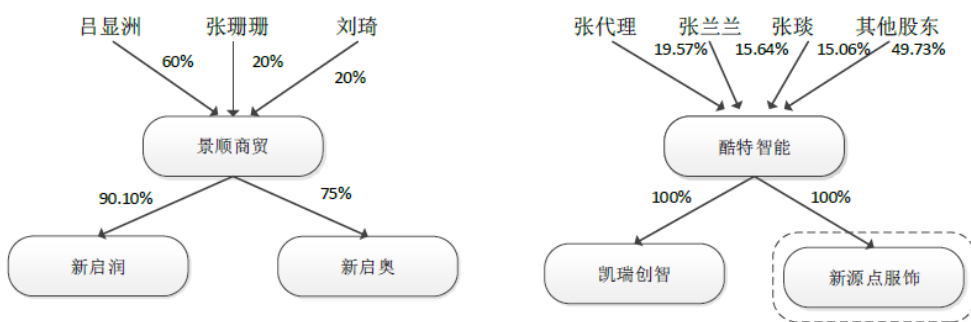 吕显洲 张珊珊 刘琦
60% 20% 20%
景顺商贸
90.10% 75%
新启润 新启奥
张代理 张兰兰 张琰 其他股东
19.57% 15.64% 15.06% 49.73%
酷特智能
100% 100%
凯瑞创智 新源点服饰